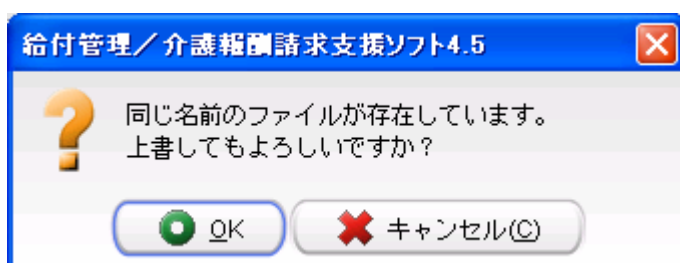 給付管理／介護報酬請求支援ソフト4.5
同じ名前のファイルが存在しています。
上書してもよろしいですか？
OK
キャンセル(C)